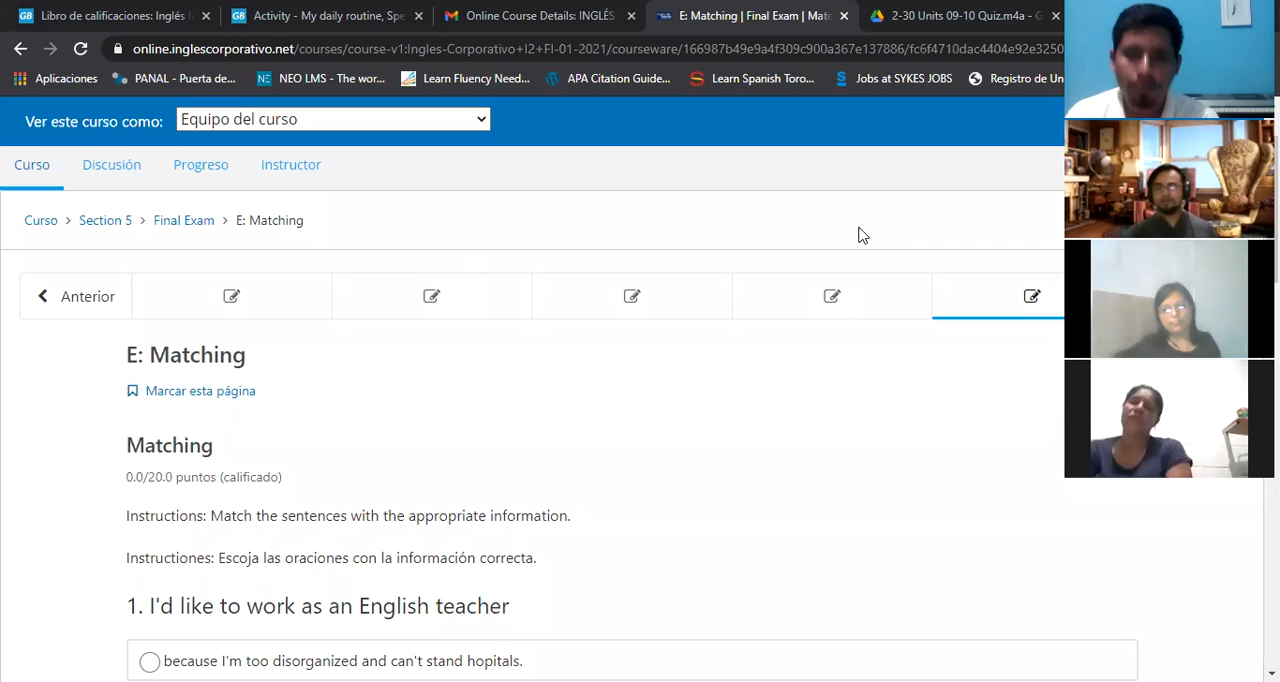 Libro de calificaciones: Inglés I
Activity - My daily routine, Spe
Online Course Details: INGLÉS
E: Matching | Final Exam | Mate
2-30 Units 09-10 Quiz.m4a - G
online.inglescorporativo.net/courses/course-v1:Ingles-Corporativo+I2+FI-01-2021/courseware/166987b49e9a4f309c900a367e137886/fc6f4710dac4404e92e3250
Aplicaciones
PANAL - Puerta de...
NEO LMS - The wor...
Learn Fluency Need...
APA Citation Guide...
Learn Spanish Toro...
Jobs at SYKES JOBS
Registro de Un
Ver este curso como:
Equipo del curso
Curso
Discusión
Progreso
Instructor
Curso > Section 5 > Final Exam > E: Matching
Anterior
E: Matching
Marcar esta página
Matching
0.0/20.0 puntos (calificado)
Instructions: Match the sentences with the appropriate information.
Instructiones: Escoja las oraciones con la información correcta.
1. I'd like to work as an English teacher
because I'm too disorganized and can't stand hopitals.